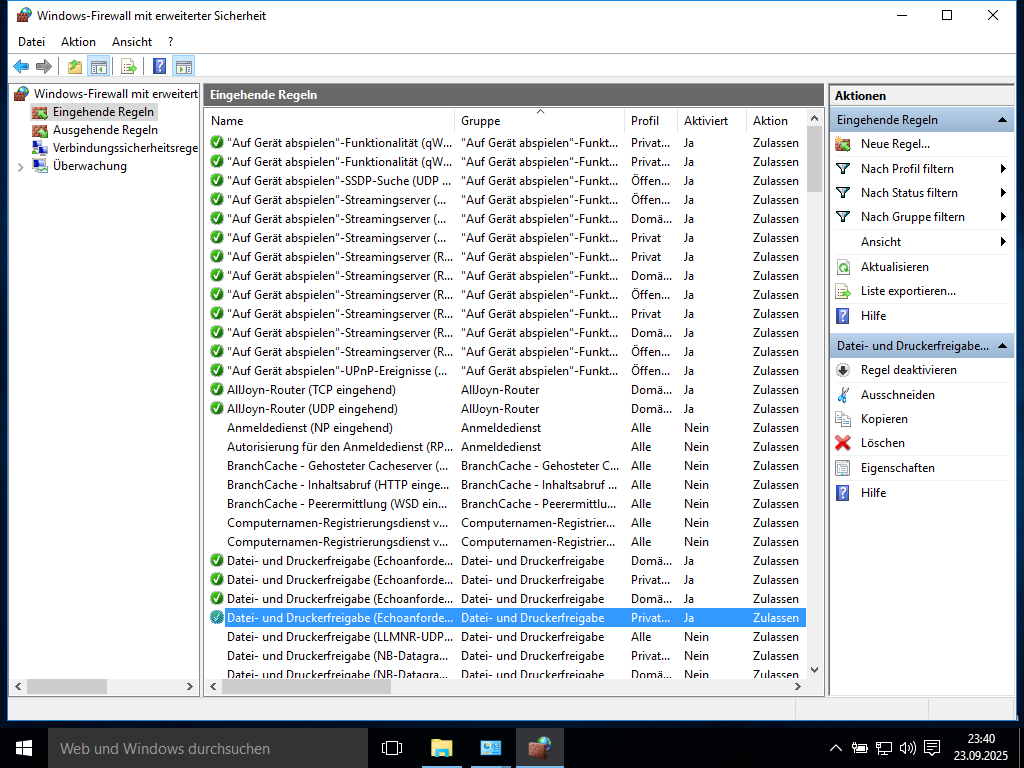 Windows-Firewall mit erweiterter Sicherheit
Datei Aktion Ansicht ?
Windows-Firewall mit erweitert
Eingehende Regeln
Ausgehende Regeln
Verbindungssicherheitsrege
Überwachung
Eingehende Regeln
Name Gruppe Profil Aktiviert Aktion
"Auf Gerät abspielen"-Funktionalität (qW... "Auf Gerät abspielen"-Funkt... Privat... Ja Zulassen
"Auf Gerät abspielen"-Funktionalität (qW... "Auf Gerät abspielen"-Funkt... Privat... Ja Zulassen
"Auf Gerät abspielen"-SSDP-Suche (UDP ... "Auf Gerät abspielen"-Funkt... Öffen... Ja Zulassen
"Auf Gerät abspielen"-Streamingserver (... "Auf Gerät abspielen"-Funkt... Öffen... Ja Zulassen
"Auf Gerät abspielen"-Streamingserver (... "Auf Gerät abspielen"-Funkt... Domä... Ja Zulassen
"Auf Gerät abspielen"-Streamingserver (... "Auf Gerät abspielen"-Funkt... Privat Ja Zulassen
"Auf Gerät abspielen"-Streamingserver (R... "Auf Gerät abspielen"-Funkt... Privat Ja Zulassen
"Auf Gerät abspielen"-Streamingserver (R... "Auf Gerät abspielen"-Funkt... Domä... Ja Zulassen
"Auf Gerät abspielen"-Streamingserver (R... "Auf Gerät abspielen"-Funkt... Öffen... Ja Zulassen
"Auf Gerät abspielen"-Streamingserver (R... "Auf Gerät abspielen"-Funkt... Privat Ja Zulassen
"Auf Gerät abspielen"-Streamingserver (R... "Auf Gerät abspielen"-Funkt... Domä... Ja Zulassen
"Auf Gerät abspielen"-Streamingserver (R... "Auf Gerät abspielen"-Funkt... Öffen... Ja Zulassen
"Auf Gerät abspielen"-UPnP-Ereignisse (... "Auf Gerät abspielen"-Funkt... Öffen... Ja Zulassen
AllJoyn-Router (TCP eingehend) AllJoyn-Router Domä... Ja Zulassen
AllJoyn-Router (UDP eingehend) AllJoyn-Router Domä... Ja Zulassen
Anmeldedienst (NP eingehend) Anmeldedienst Alle Nein Zulassen
Autorisierung für den Anmeldedienst (RP... Anmeldedienst Alle Nein Zulassen
BranchCache - Gehosteter Cacheserver (... BranchCache - Gehosteter C... Alle Nein Zulassen
BranchCache - Inhaltsabruf (HTTP einge... BranchCache - Inhaltsabruf ... Alle Nein Zulassen
BranchCache - Peerermittlung (WSD ein... BranchCache - Peerermittlu... Alle Nein Zulassen
Computernamen-Registrierungsdienst v... Computernamen-Registrier... Alle Nein Zulassen
Computernamen-Registrierungsdienst v... Computernamen-Registrier... Alle Nein Zulassen
Datei- und Druckerfreigabe (Echoanforde... Datei- und Druckerfreigabe Domä... Ja Zulassen
Datei- und Druckerfreigabe (Echoanforde... Datei- und Druckerfreigabe Privat... Ja Zulassen
Datei- und Druckerfreigabe (Echoanforde... Datei- und Druckerfreigabe Domä... Ja Zulassen
Datei- und Druckerfreigabe (Echoanforde... Datei- und Druckerfreigabe Privat... Ja Zulassen
Datei- und Druckerfreigabe (LLMNR-UDP... Datei- und Druckerfreigabe Alle Nein Zulassen
Datei- und Druckerfreigabe (NB-Datagra... Datei- und Druckerfreigabe Privat... Nein Zulassen
Datei- und Druckerfreigabe (NB-Datagra... Datei- und Druckerfreigabe Domä... Nein Zulassen
Aktionen
Eingehende Regeln
Neue Regel...
Nach Profil filtern
Nach Status filtern
Nach Gruppe filtern
Ansicht
Aktualisieren
Liste exportieren...
Hilfe
Datei- und Druckerfreigabe...
Regel deaktivieren
Ausschneiden
Kopieren
Löschen
Eigenschaften
Hilfe
Web und Windows durchsuchen
23:40
23.09.2025